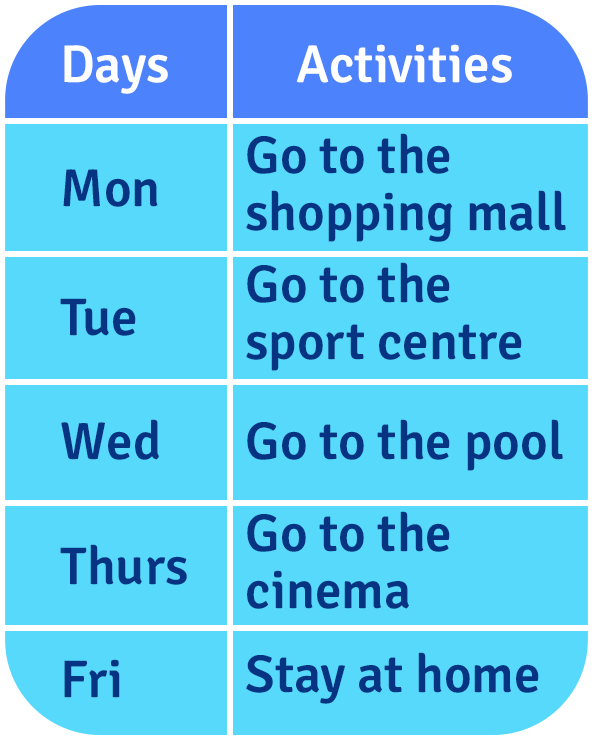 Days Activities
Mon
Go to the
shopping mall
Tue
Go to the
sport centre
Wed
Go to the pool
Thurs
Go to the
cinema
Fri
Stay at home